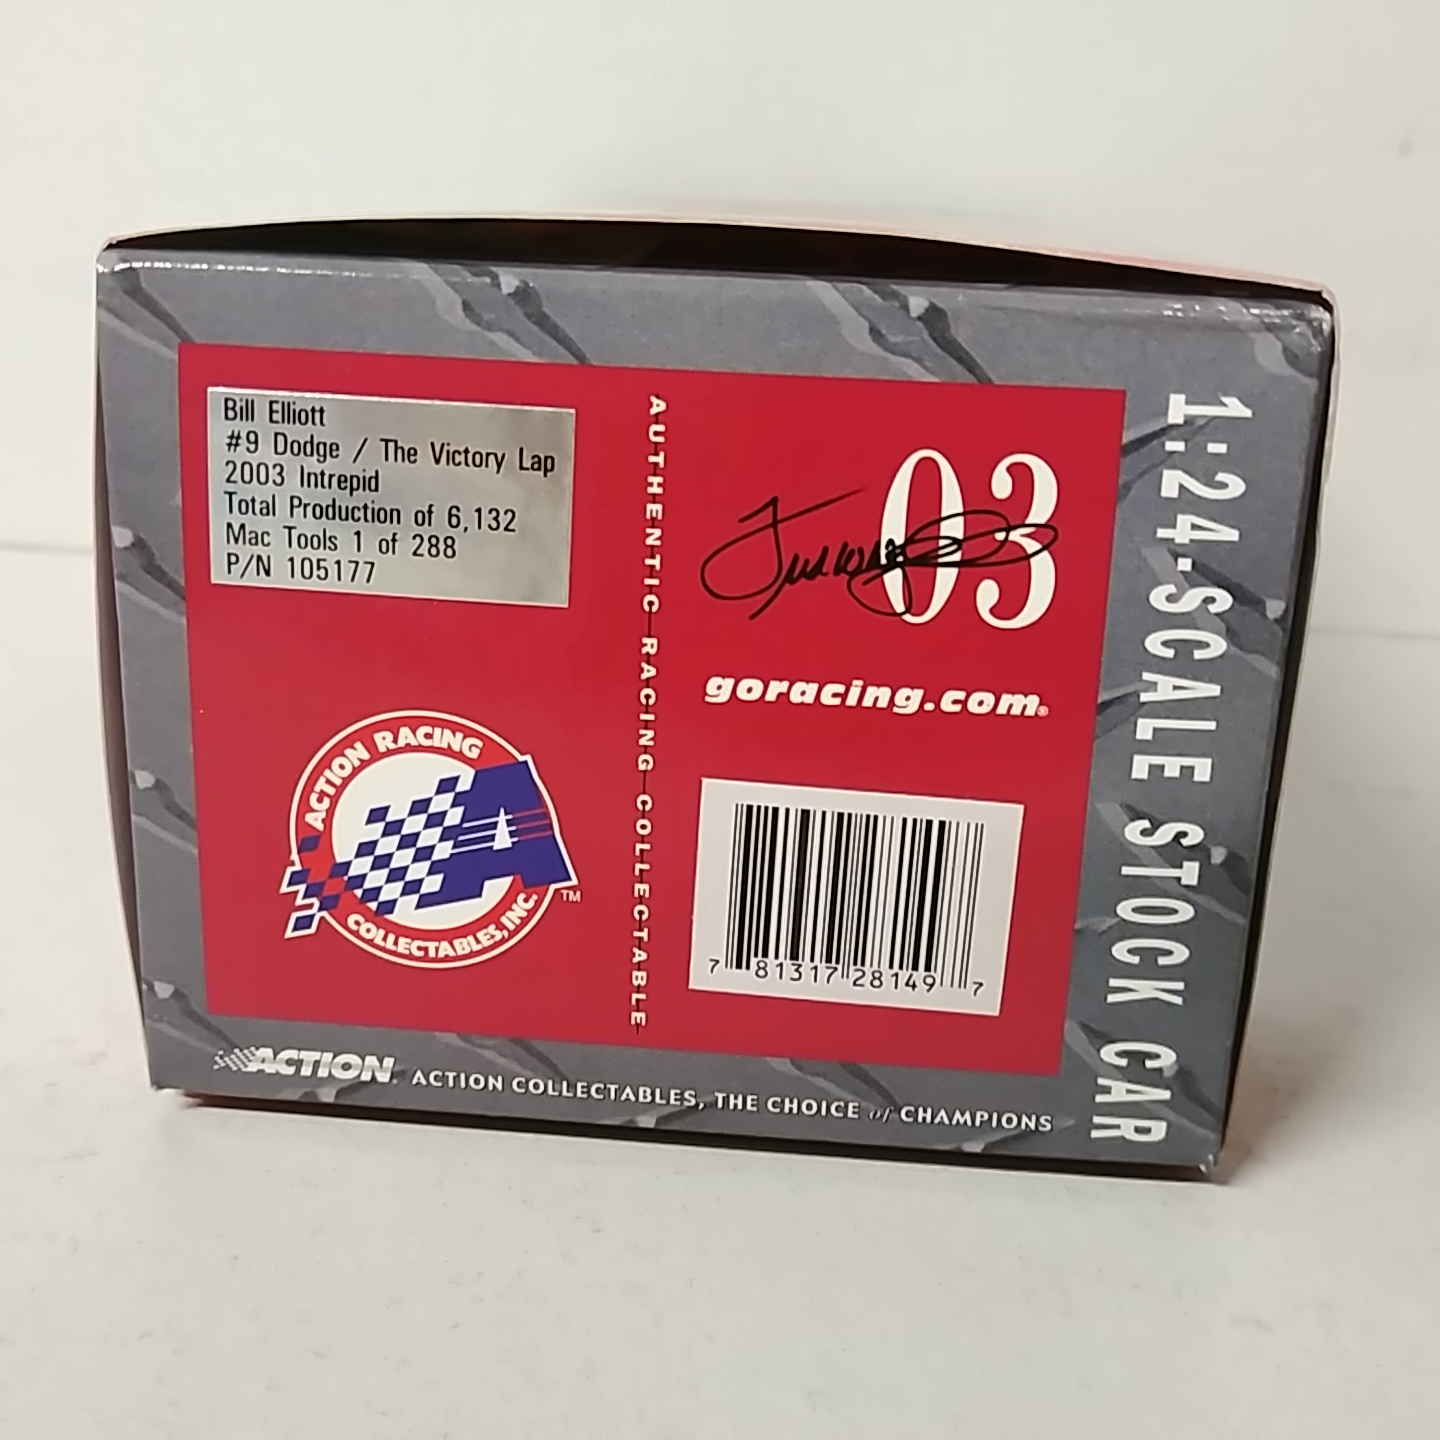 Bill Elliott
#9 Dodge / The Victory Lap
2003 Intrepid
Total Production of 6,132
Mac Tools 1 of 288
P/N 105177
AUTHENTIC RACING COLLECTABLE
03
goracing.com®
ACTION RACING
COLLECTABLES, INC.
TM
7 81317 28149 7
1:24-SCALE STOCK CAR
ACTION. ACTION COLLECTABLES, THE CHOICE of CHAMPIONS